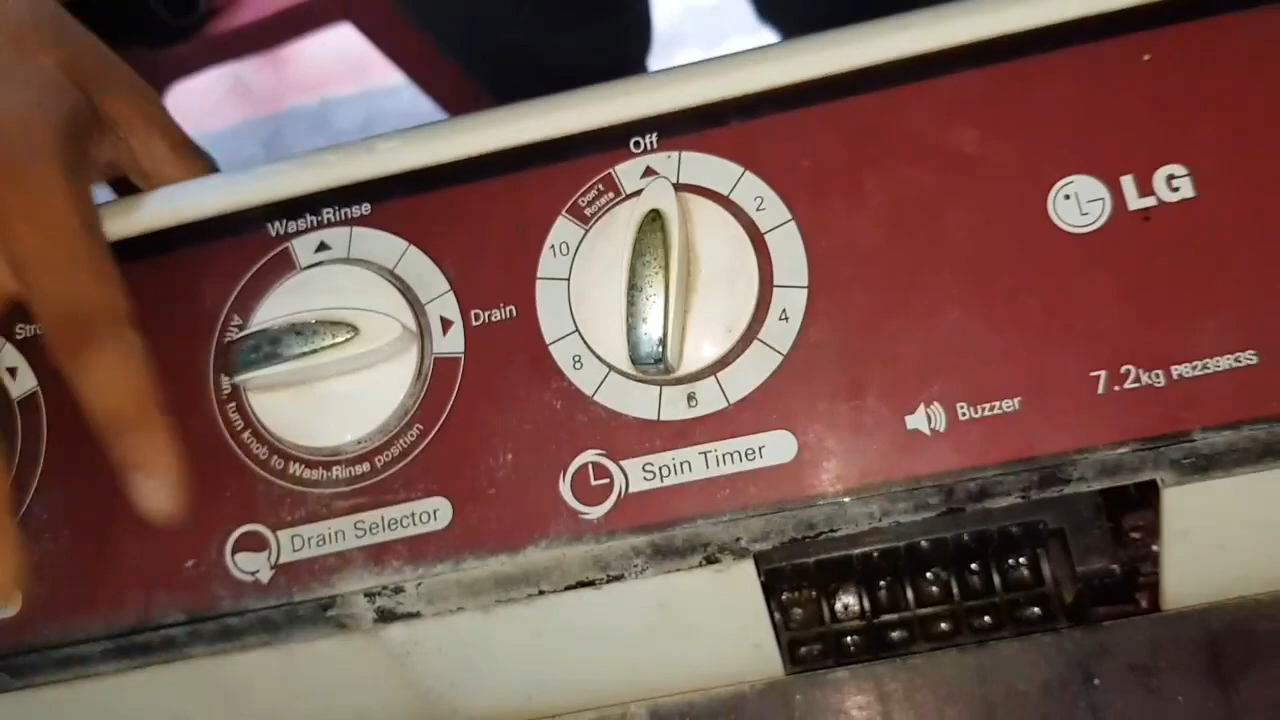 Off
Don't
Rotate
2
4
6
8
10
Wash·Rinse
Drain
turn knob to Wash·Rinse position
Drain Selector
Spin Timer
LG
7.2kg P8239R3S
Buzzer